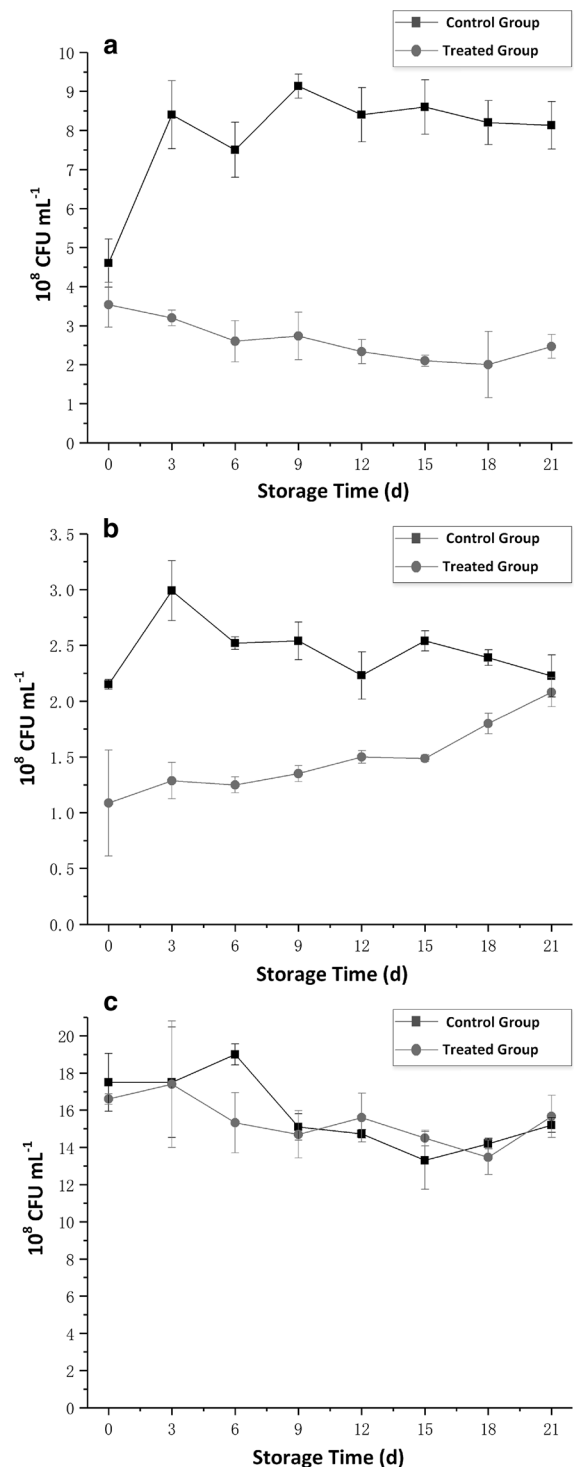 a
Control Group
Treated Group
10
9
8
7
6
5
4
3
2
1
0
10⁸ CFU mL⁻¹
0 3 6 9 12 15 18 21
Storage Time (d)
b
Control Group
Treated Group
3.5
3.0
2.5
2.0
1.5
1.0
0.5
0.0
10⁸ CFU mL⁻¹
0 3 6 9 12 15 18 21
Storage Time (d)
c
Control Group
Treated Group
20
18
16
14
12
10
8
6
4
2
0
10⁸ CFU mL⁻¹
0 3 6 9 12 15 18 21
Storage Time (d)